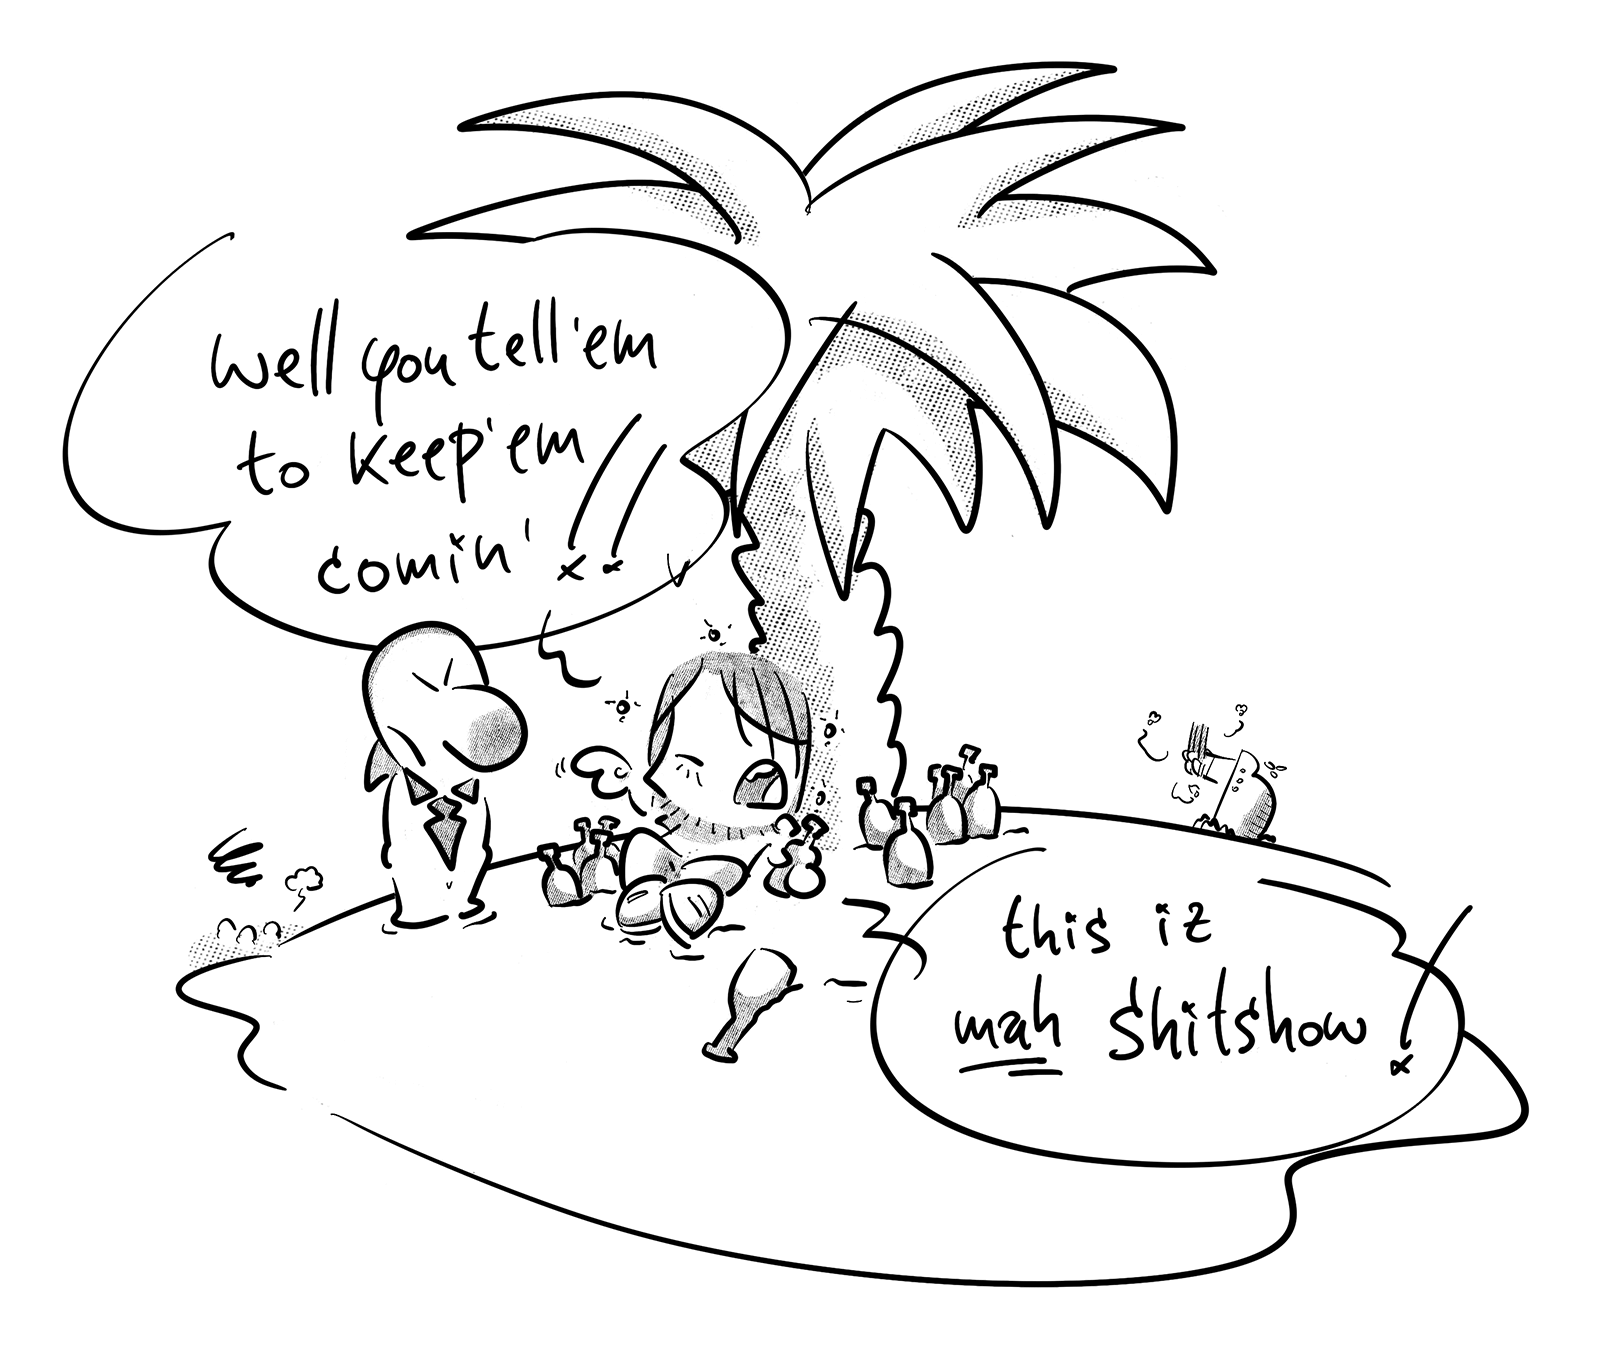 well you tell 'em
to keep 'em
comin' !!
this iz
mah shitshow!